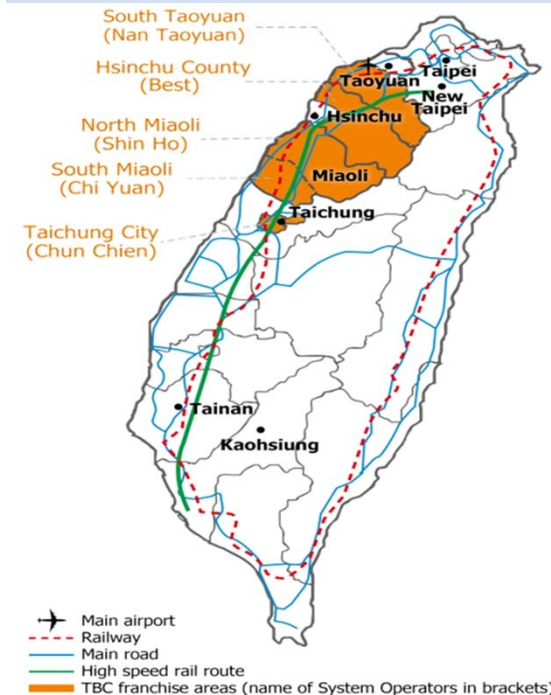 South Taoyuan
(Nan Taoyuan)
Hsinchu County
(Best)
North Miaoli
(Shin Ho)
South Miaoli
(Chi Yuan)
Taichung City
(Chun Chien)
Taoyuan
Taipei
New
Taipei
Hsinchu
Miaoli
Taichung
Tainan
Kaohsiung
Main airport
Railway
Main road
High speed rail route
TBC franchise areas (name of System Operators in brackets)